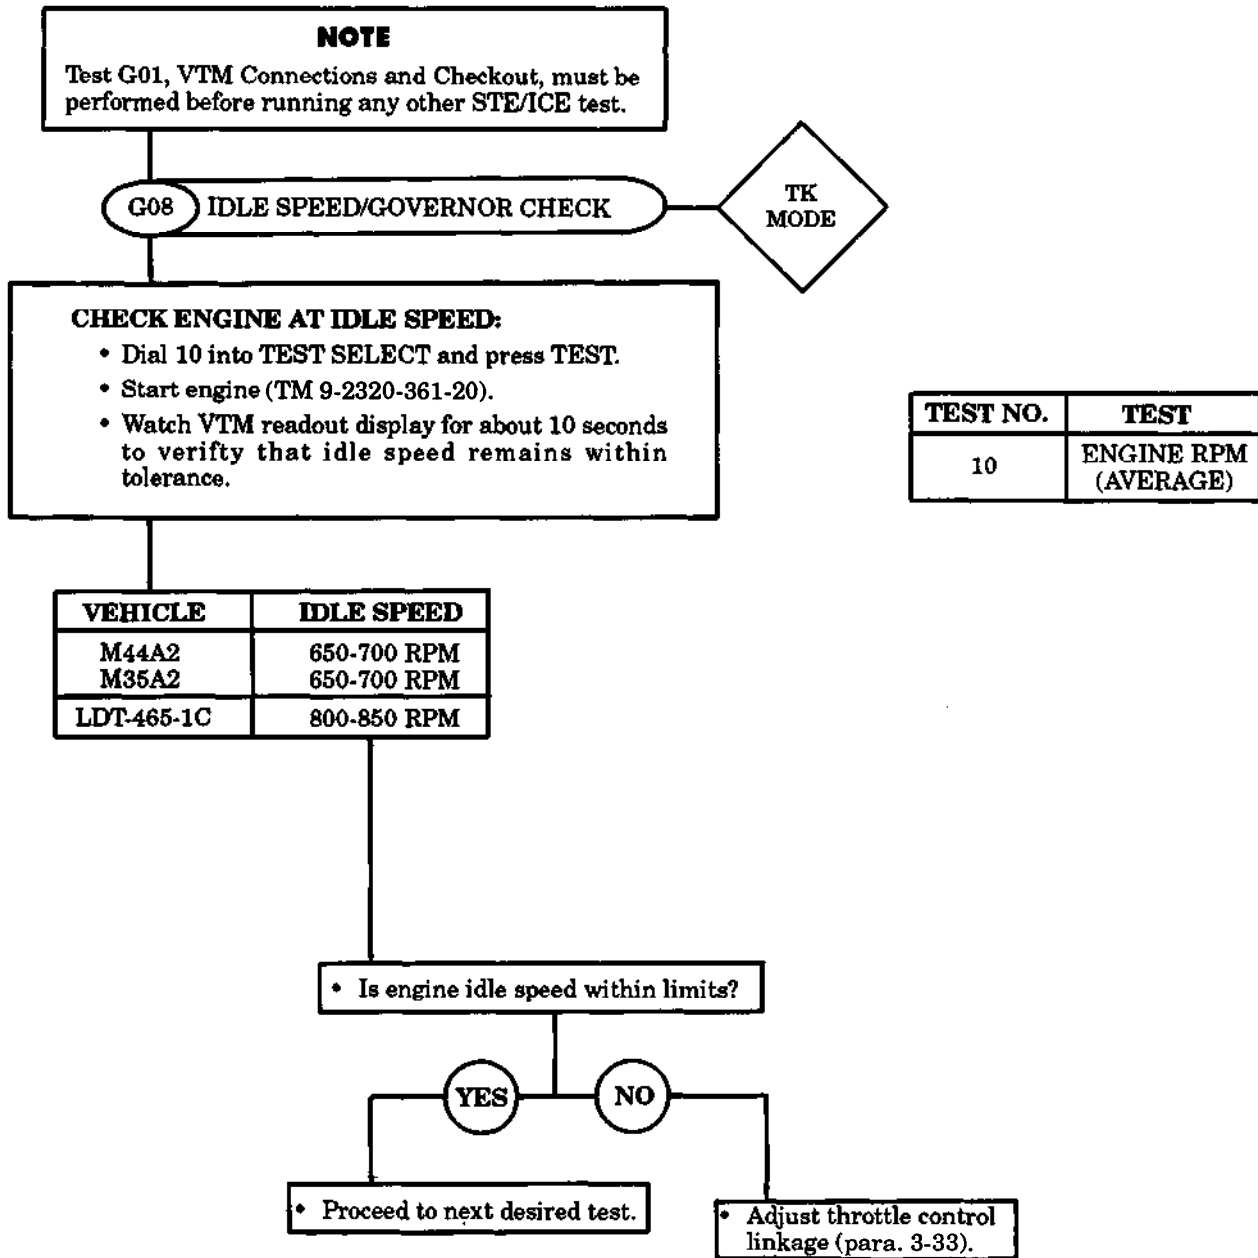 NOTE
Test G01, VTM Connections and Checkout, must be
performed before running any other STE/ICE test.
G08 IDLE SPEED/GOVERNOR CHECK
TK
MODE
CHECK ENGINE AT IDLE SPEED:
• Dial 10 into TEST SELECT and press TEST.
• Start engine (TM 9-2320-361-20).
• Watch VTM readout display for about 10 seconds
to verifty that idle speed remains within
tolerance.
TEST NO. TEST
10 ENGINE RPM
(AVERAGE)
VEHICLE IDLE SPEED
M44A2 650-700 RPM
M35A2 650-700 RPM
LDT-465-1C 800-850 RPM
• Is engine idle speed within limits?
YES NO
• Proceed to next desired test.
• Adjust throttle control
linkage (para. 3-33).